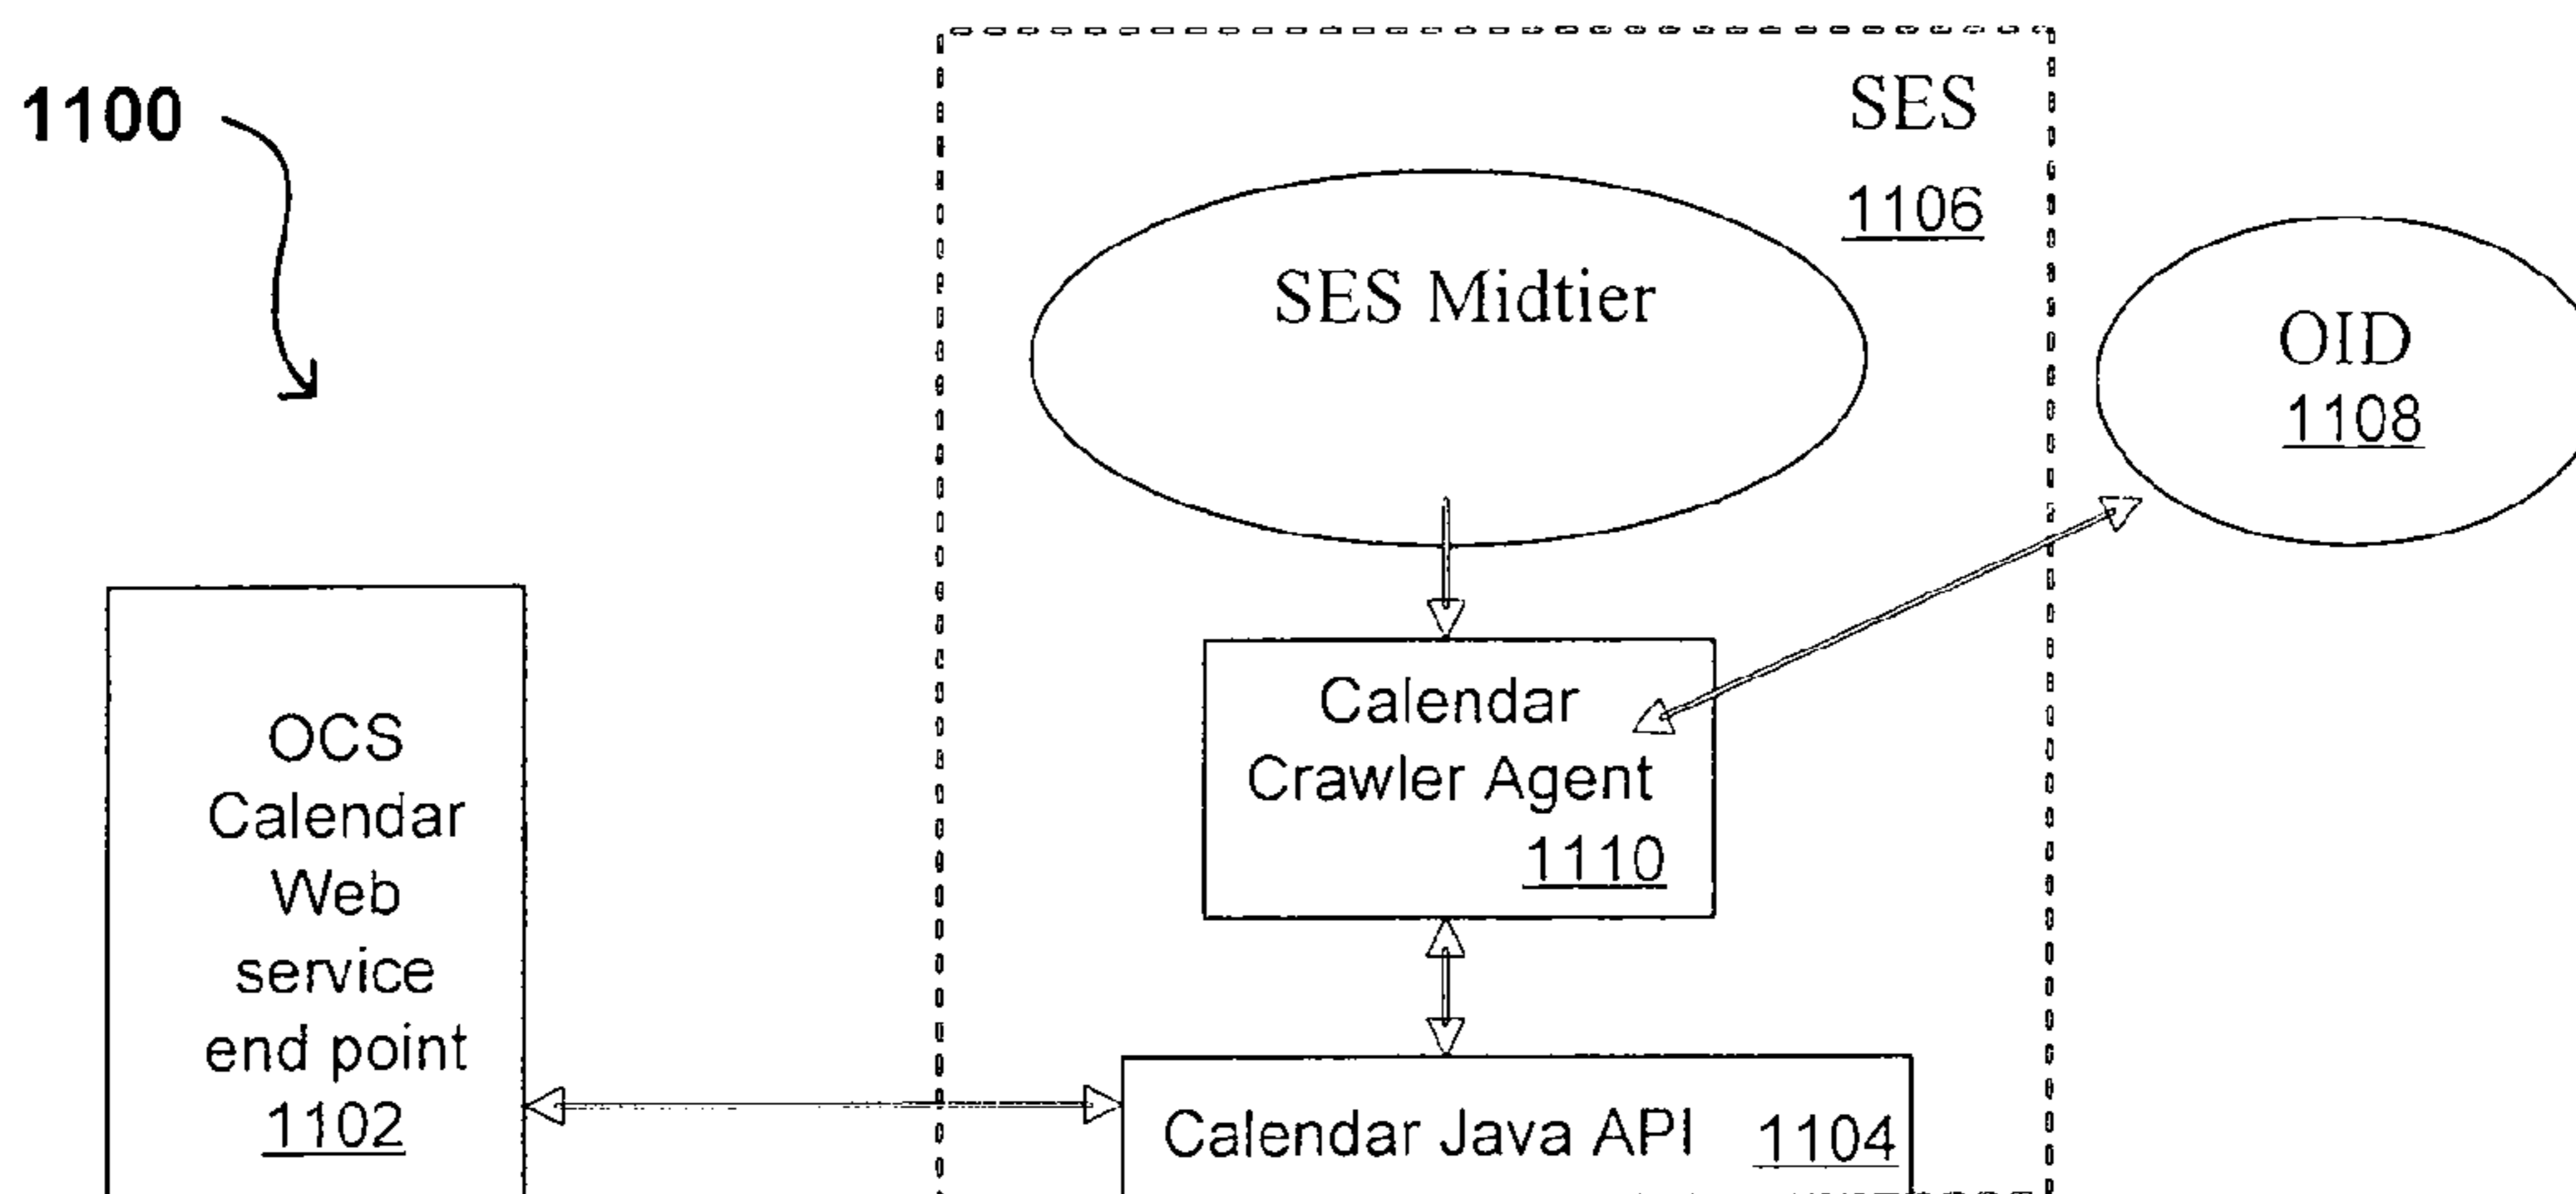 1100
SES
1106
SES Midtier
OID
1108
Calendar
Crawler Agent
1110
OCS
Calendar
Web
service
end point
1102
Calendar Java API 1104